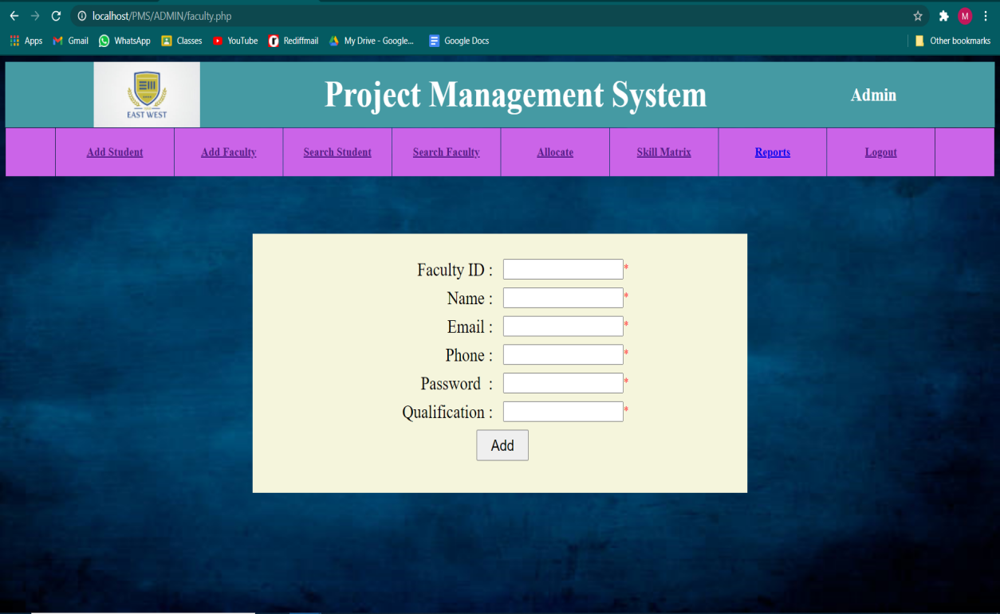 localhost/PMS/ADMIN/faculty.php
M
Apps Gmail WhatsApp Classes YouTube Rediffmail My Drive - Google... Google Docs Other bookmarks
EAST WEST
Project Management System
Admin
Add Student Add Faculty Search Student Search Faculty Allocate Skill Matrix Reports Logout
Faculty ID : *
Name : *
Email : *
Phone : *
Password : *
Qualification : *
Add